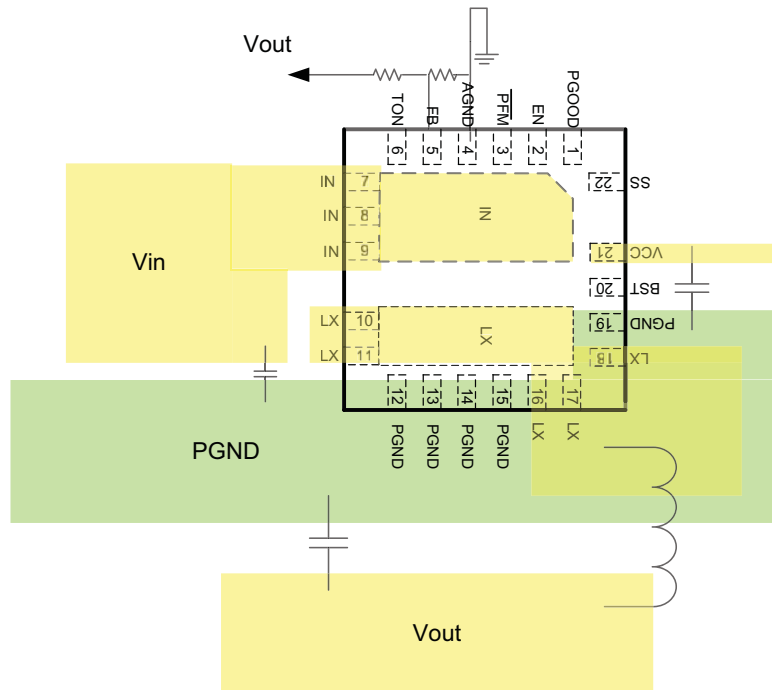 Vout
TON
FB
AGND
PFM
EN
PGOOD
6
5
4
3
2
1
IN
7
22
SS
IN
8
IN
IN
9
21
VCC
Vin
20
BST
LX
10
19
PGND
LX
LX
11
18
LX
12
13
14
15
16
17
PGND
PGND
PGND
PGND
LX
LX
PGND
Vout